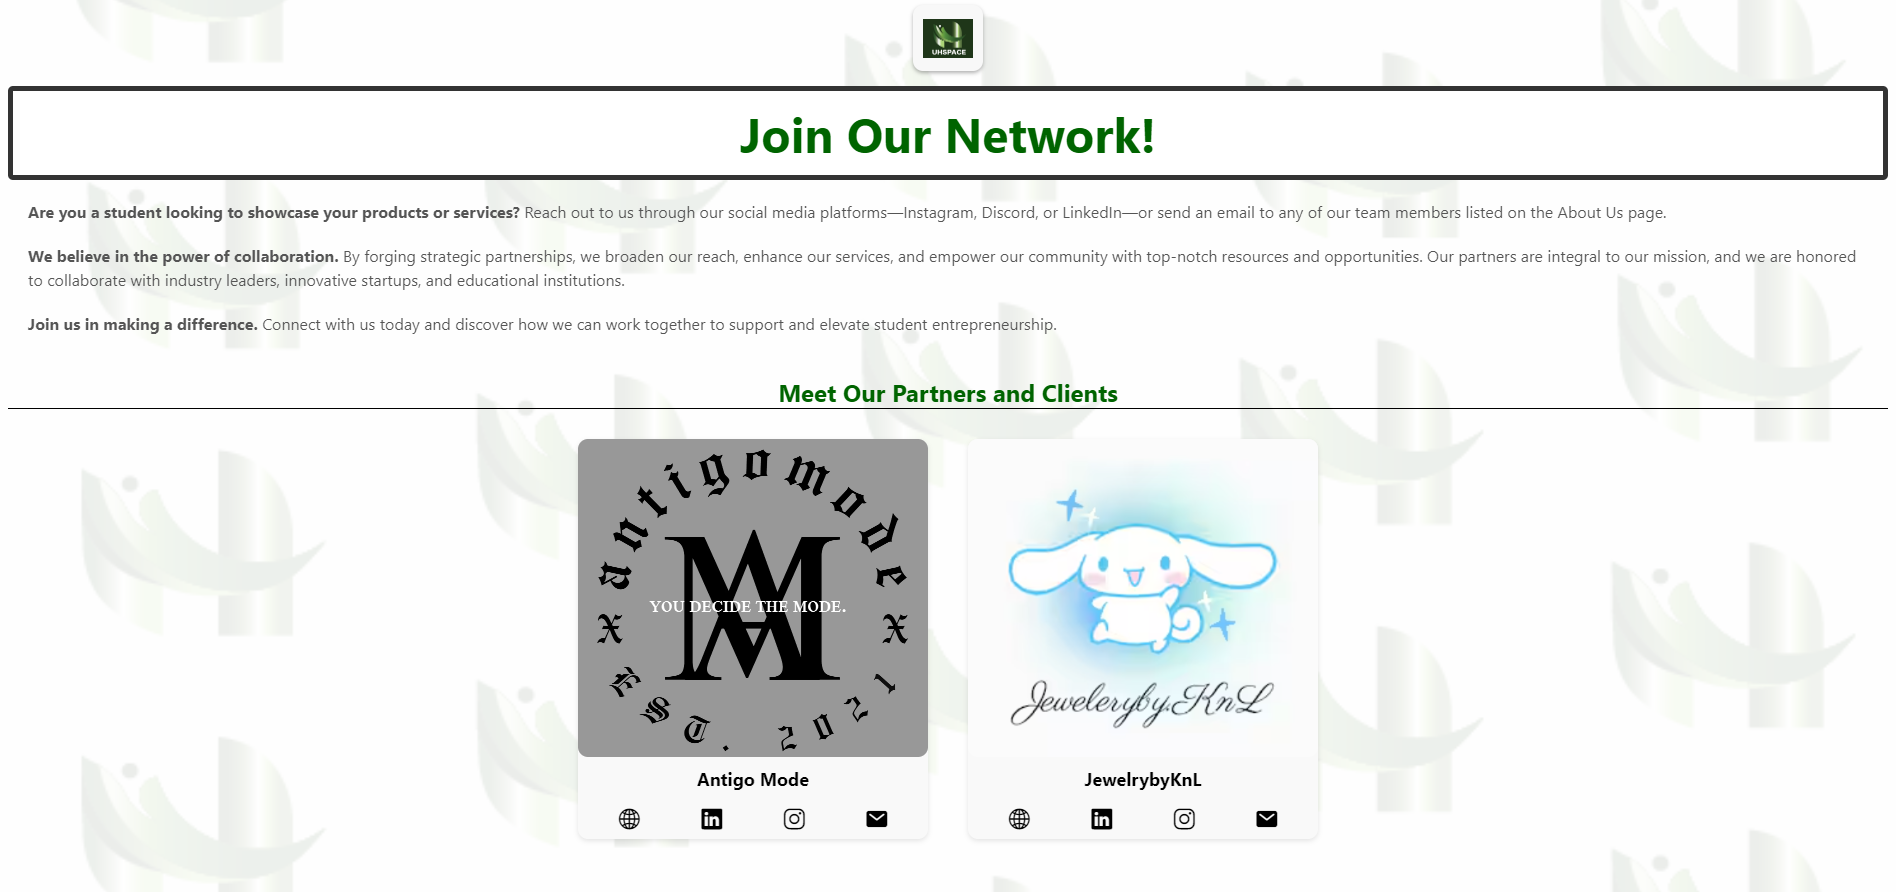 UHSPACE
Join Our Network!
Are you a student looking to showcase your products or services? Reach out to us through our social media platforms—Instagram, Discord, or LinkedIn—or send an email to any of our team members listed on the About Us page.
We believe in the power of collaboration. By forging strategic partnerships, we broaden our reach, enhance our services, and empower our community with top-notch resources and opportunities. Our partners are integral to our mission, and we are honored
to collaborate with industry leaders, innovative startups, and educational institutions.
Join us in making a difference. Connect with us today and discover how we can work together to support and elevate student entrepreneurship.
Meet Our Partners and Clients
x antigomode x
AM
YOU DECIDE THE MODE.
EST. 2021
Jeweleryby.KnL
Antigo Mode
JewelrybyKnL
in
in